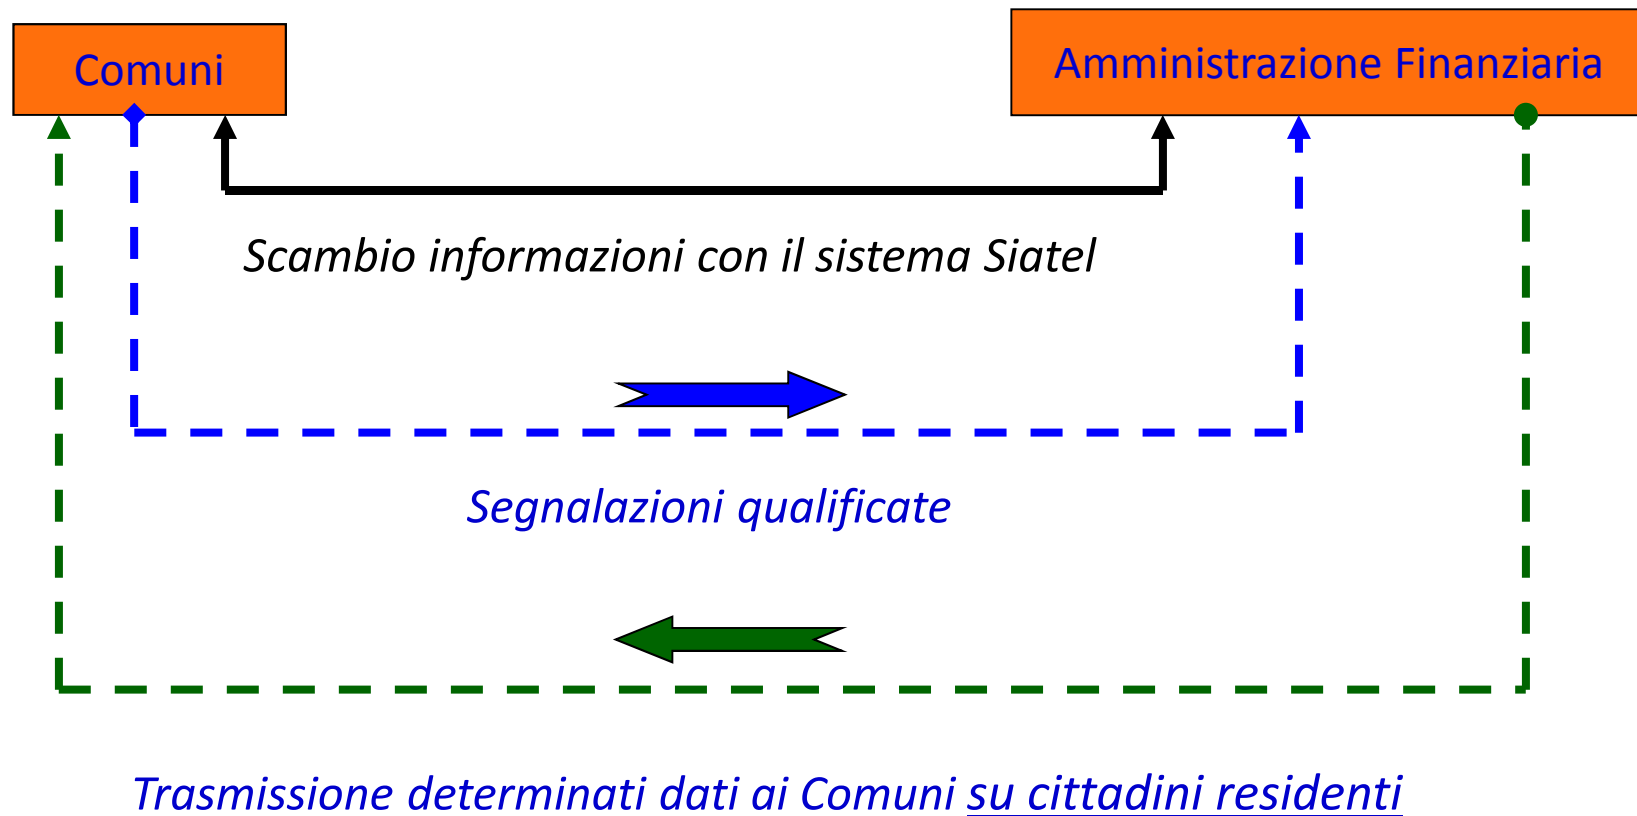 Comuni
Amministrazione Finanziaria
Scambio informazioni con il sistema Siatel
Segnalazioni qualificate
Trasmissione determinati dati ai Comuni su cittadini residenti